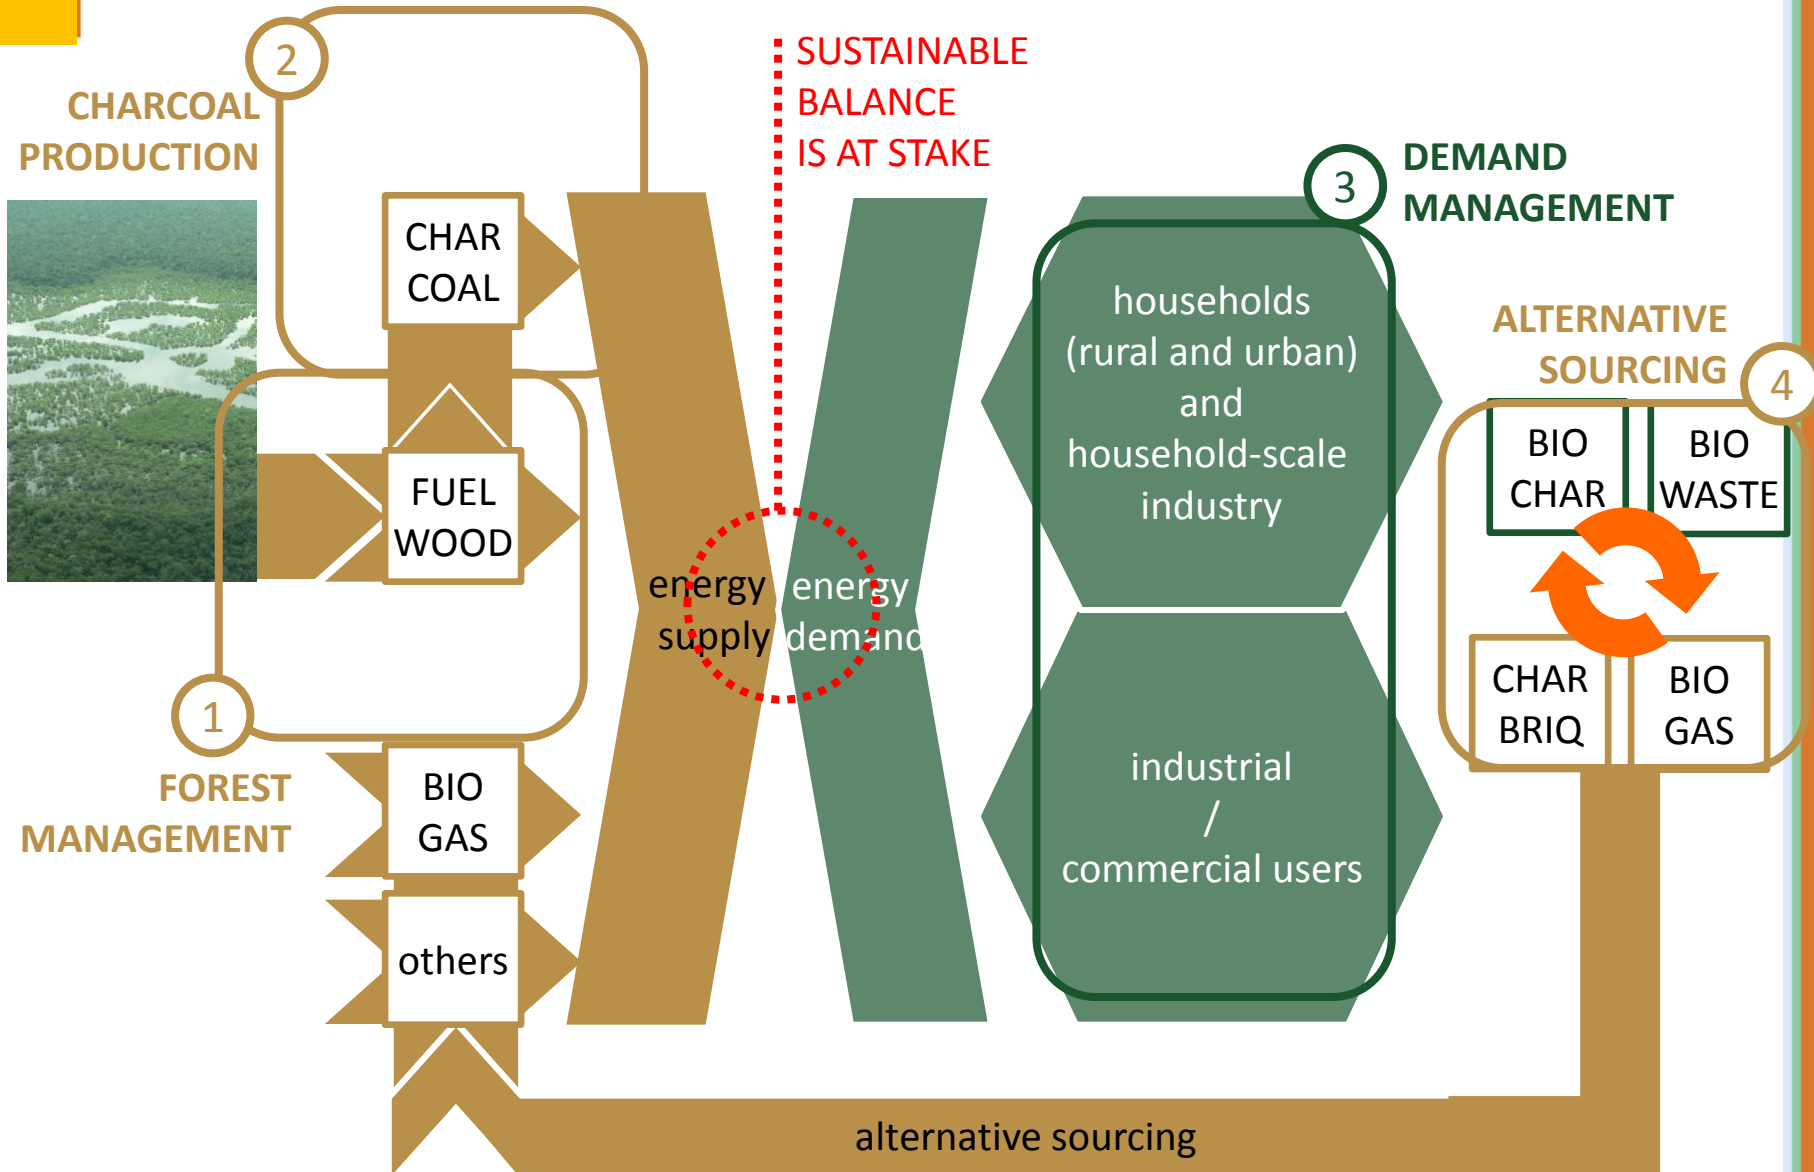 2
CHARCOAL
PRODUCTION
SUSTAINABLE
BALANCE
IS AT STAKE
3
DEMAND
MANAGEMENT
CHAR
COAL
FUEL
WOOD
1
FOREST
MANAGEMENT
BIO
GAS
others
energy
supply
energy
demand
households
(rural and urban)
and
household-scale
industry
industrial
/
commercial users
ALTERNATIVE
SOURCING
4
BIO
CHAR
BIO
WASTE
CHAR
BRIQ
BIO
GAS
alternative sourcing